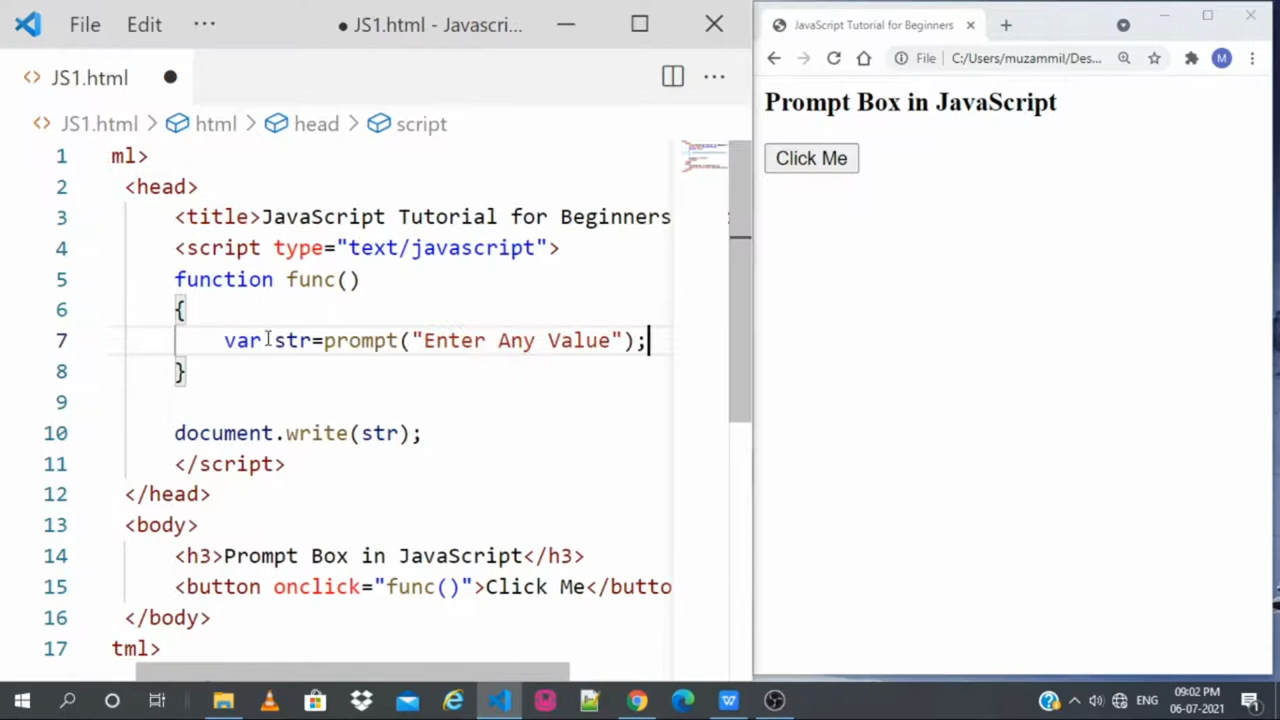 File Edit ··· ● JS1.html - Javascri...
JS1.html ●
JS1.html > html > head > script
1 ml>
2 <head>
3 <title>JavaScript Tutorial for Beginners
4 <script type="text/javascript">
5 function func()
6 {
7 var str=prompt("Enter Any Value");
8 }
9
10 document.write(str);
11 </script>
12 </head>
13 <body>
14 <h3>Prompt Box in JavaScript</h3>
15 <button onclick="func()">Click Me</butto
16 </body>
17 tml>
JavaScript Tutorial for Beginners
File C:/Users/muzammil/Des... M
Prompt Box in JavaScript
Click Me
ENG
09:02 PM
06-07-2021
1